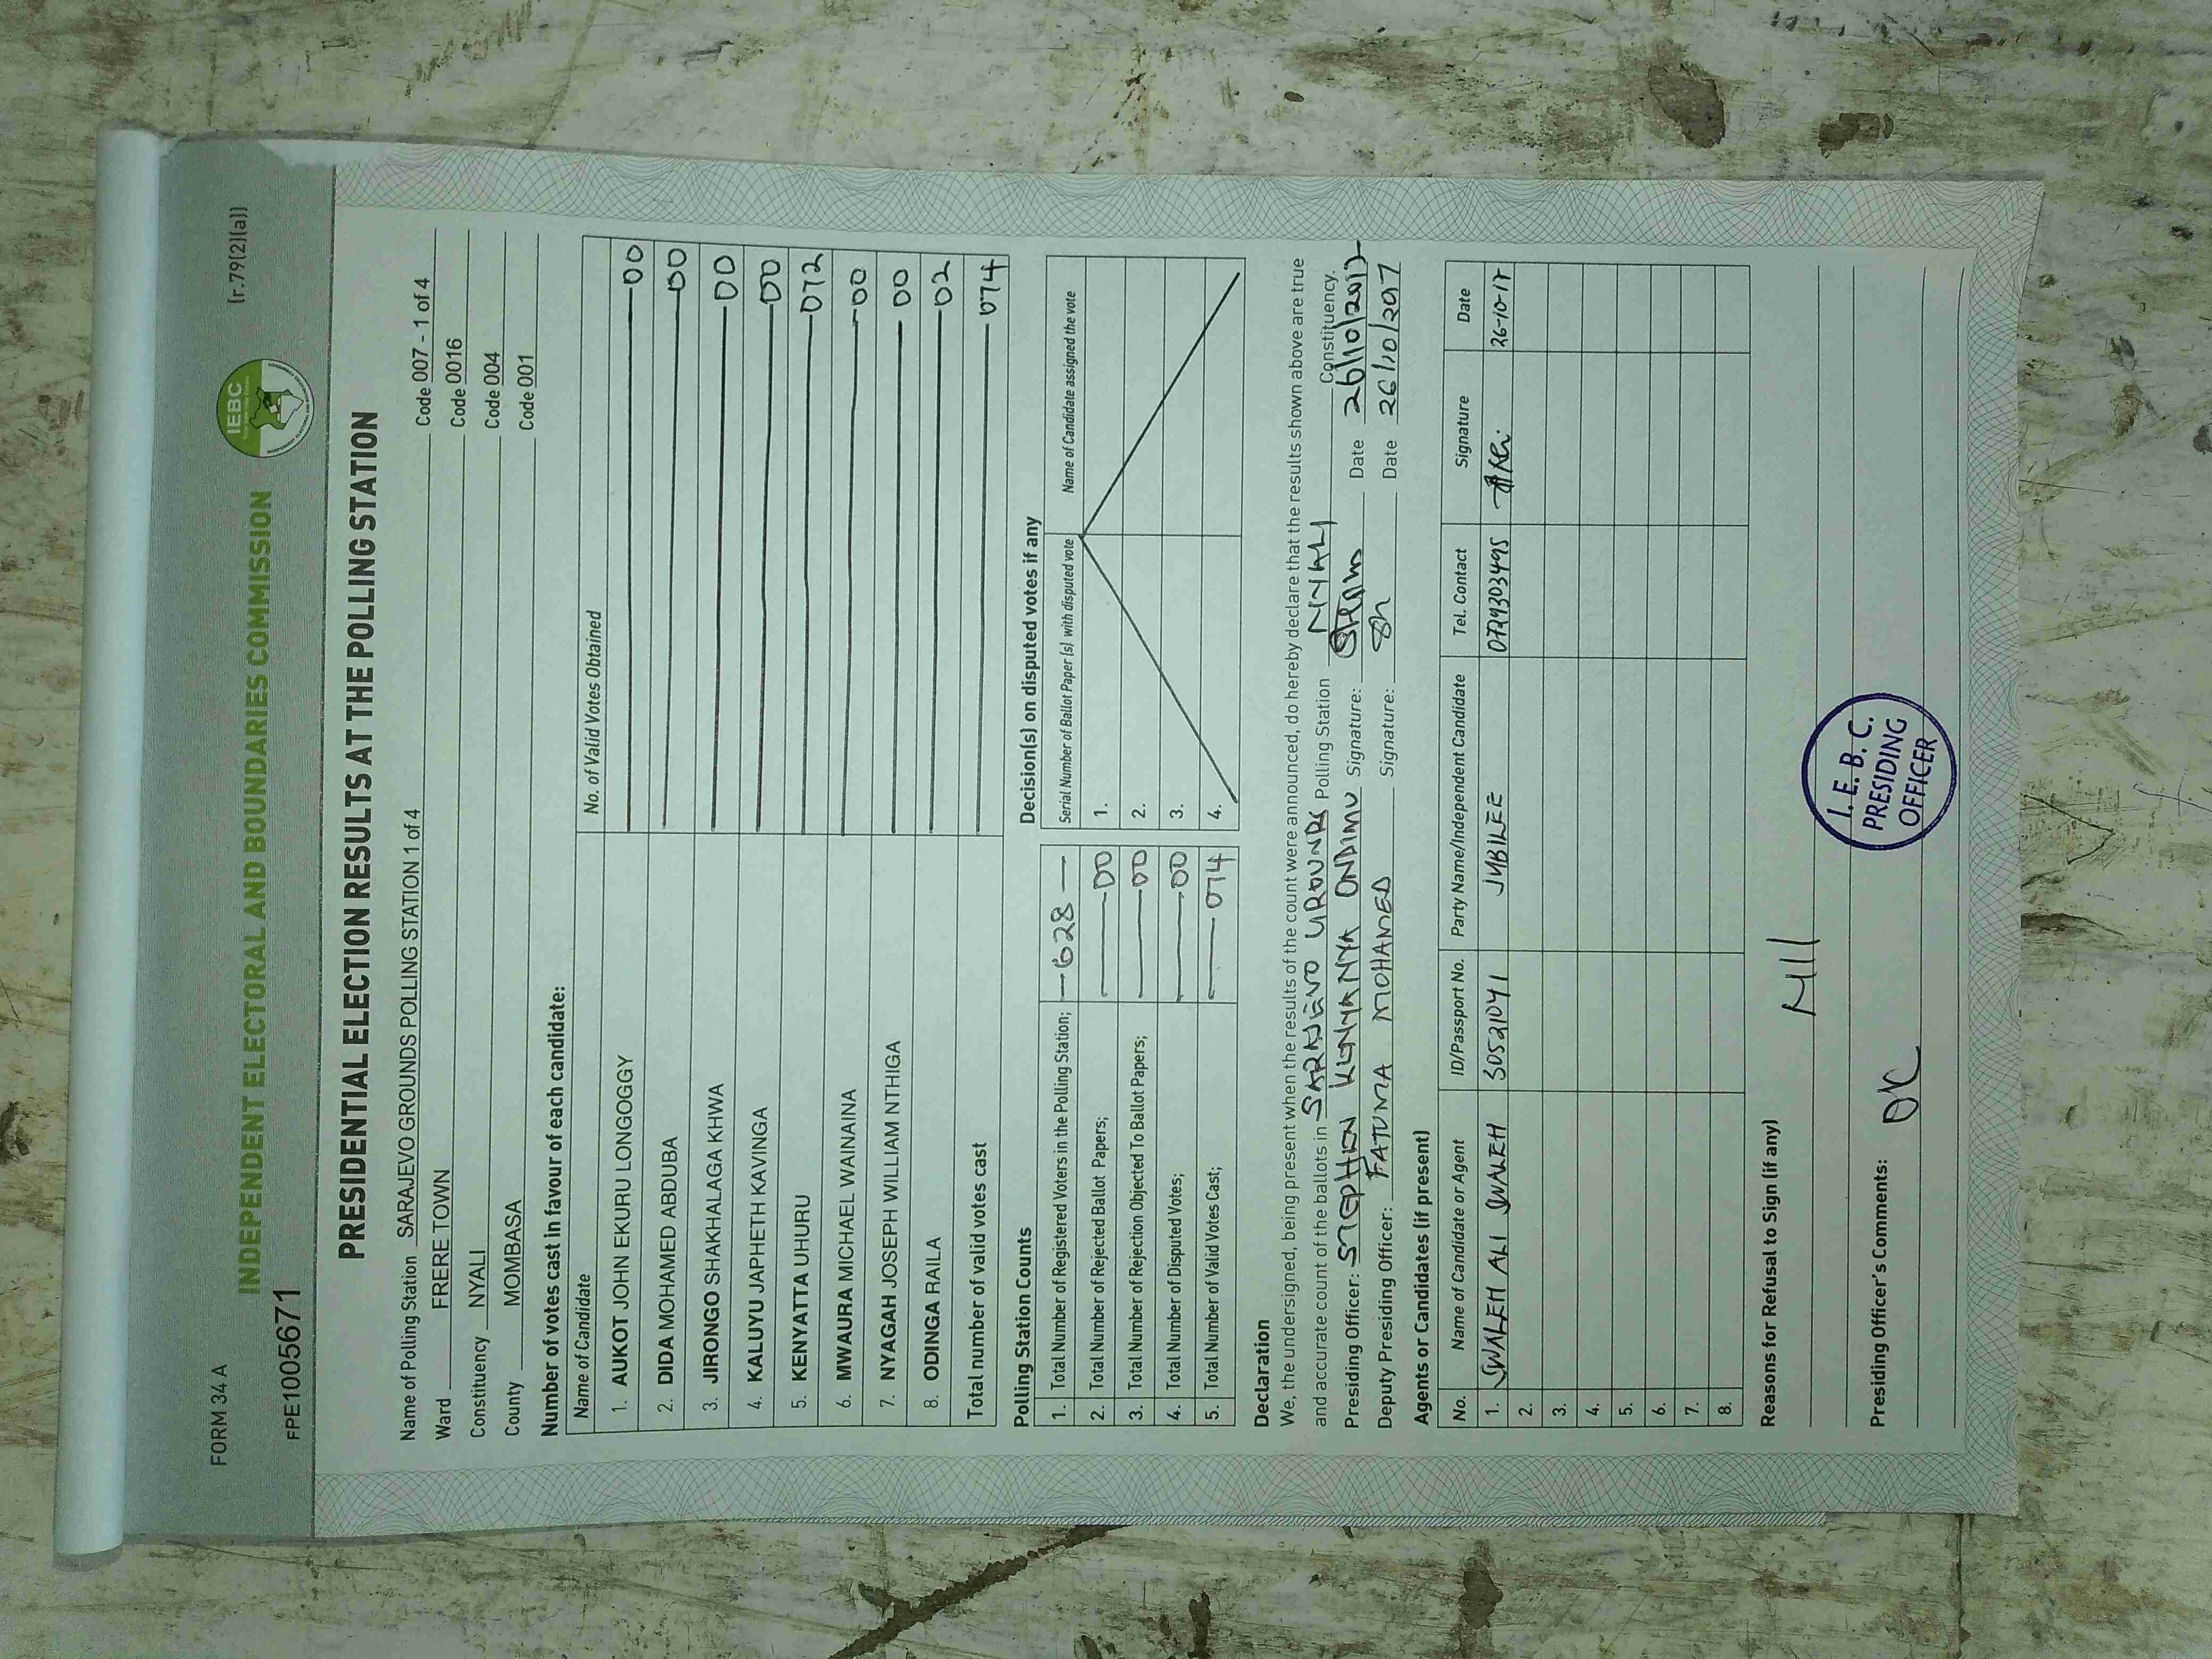 FORM 34 A
(r.79(2)(a))
IEBC
INDEPENDENT ELECTORAL AND BOUNDARIES COMMISSION
FPE1005671
PRESIDENTIAL ELECTION RESULTS AT THE POLLING STATION
Name of Polling Station SARAJEVO GROUNDS POLLING STATION 1 of 4 Code 007 - 1 of 4
Ward FRERE TOWN Code 0016
Constituency NYALI Code 004
County MOMBASA Code 001
Number of votes cast in favour of each candidate:
Name of Candidate No. of Valid Votes Obtained
1. AUKOT JOHN EKURU LONGOGGY 00
2. DIDA MOHAMED ABDUBA 00
3. JIRONGO SHAKHALAGA KHWA 00
4. KALUYU JAPHETH KAVINGA 00
5. KENYATTA UHURU 072
6. MWAURA MICHAEL WAINAINA 00
7. NYAGAH JOSEPH WILLIAM NTHIGA 00
8. ODINGA RAILA 02
Total number of valid votes cast 074
Polling Station Counts
1. Total Number of Registered Voters in the Polling Station; 628
2. Total Number of Rejected Ballot Papers; 00
3. Total Number of Rejection Objected To Ballot Papers; 00
4. Total Number of Disputed Votes; 00
5. Total Number of Valid Votes Cast; 074
Decision(s) on disputed votes if any
Serial Number of Ballot Paper (s) with disputed vote Name of Candidate assigned the vote
1.
2.
3.
4.
Declaration
We, the undersigned, being present when the results of the count were announced, do hereby declare that the results shown above are true
and accurate count of the ballots in SARAJEVO GROUNDS Polling Station NYALI Constituency.
Presiding Officer: STEPHEN KENYANYA ONDIMU Signature: Date 26/10/2017
Deputy Presiding Officer: FATUMA MOHAMED Signature: Date 26/10/2017
Agents or Candidates (if present)
No. Name of Candidate or Agent ID/Passport No. Party Name/Independent Candidate Tel. Contact Signature Date
1. SWALEH ALI SWALEH 30521041 JUBILEE 0729303495 26-10-17
2.
3.
4.
5.
6.
7.
8.
Reasons for Refusal to Sign (if any)
Nil
Presiding Officer's Comments:
OK
I. E. B. C.
PRESIDING
OFFICER